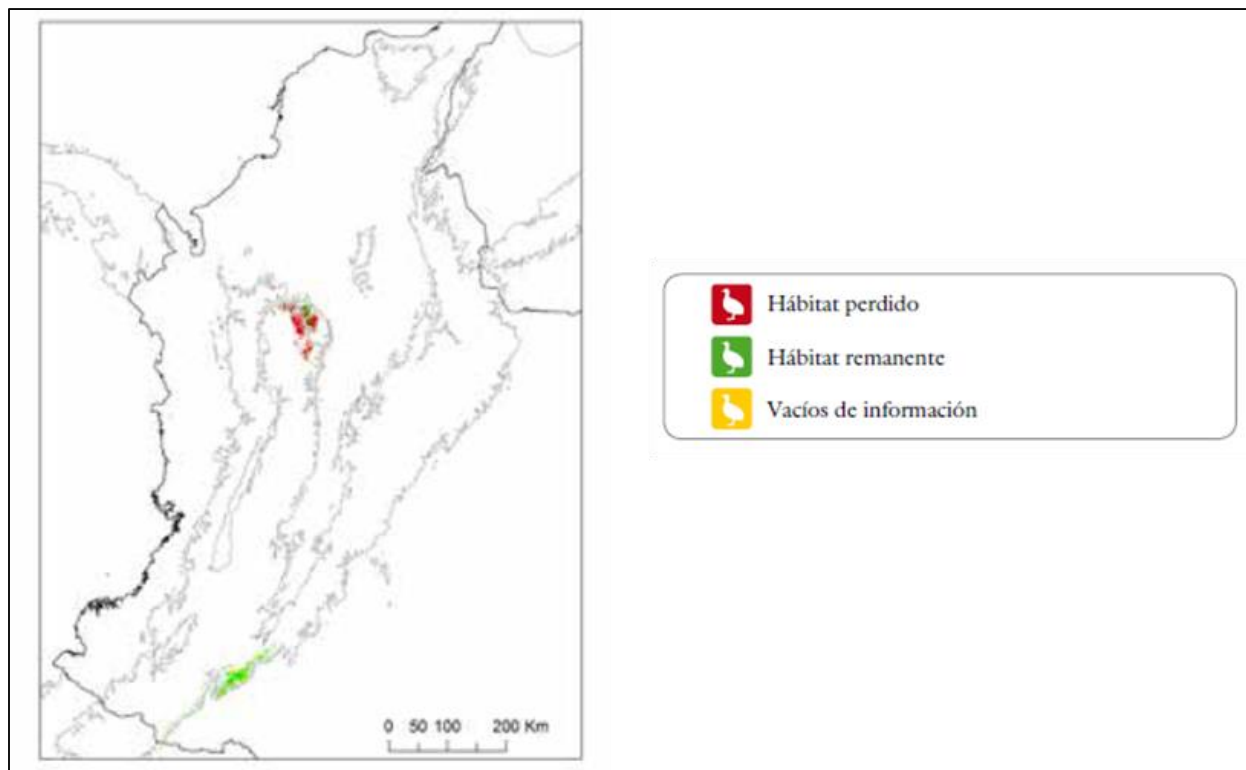 Hábitat perdido
Hábitat remanente
Vacíos de información
0 50 100 200 Km